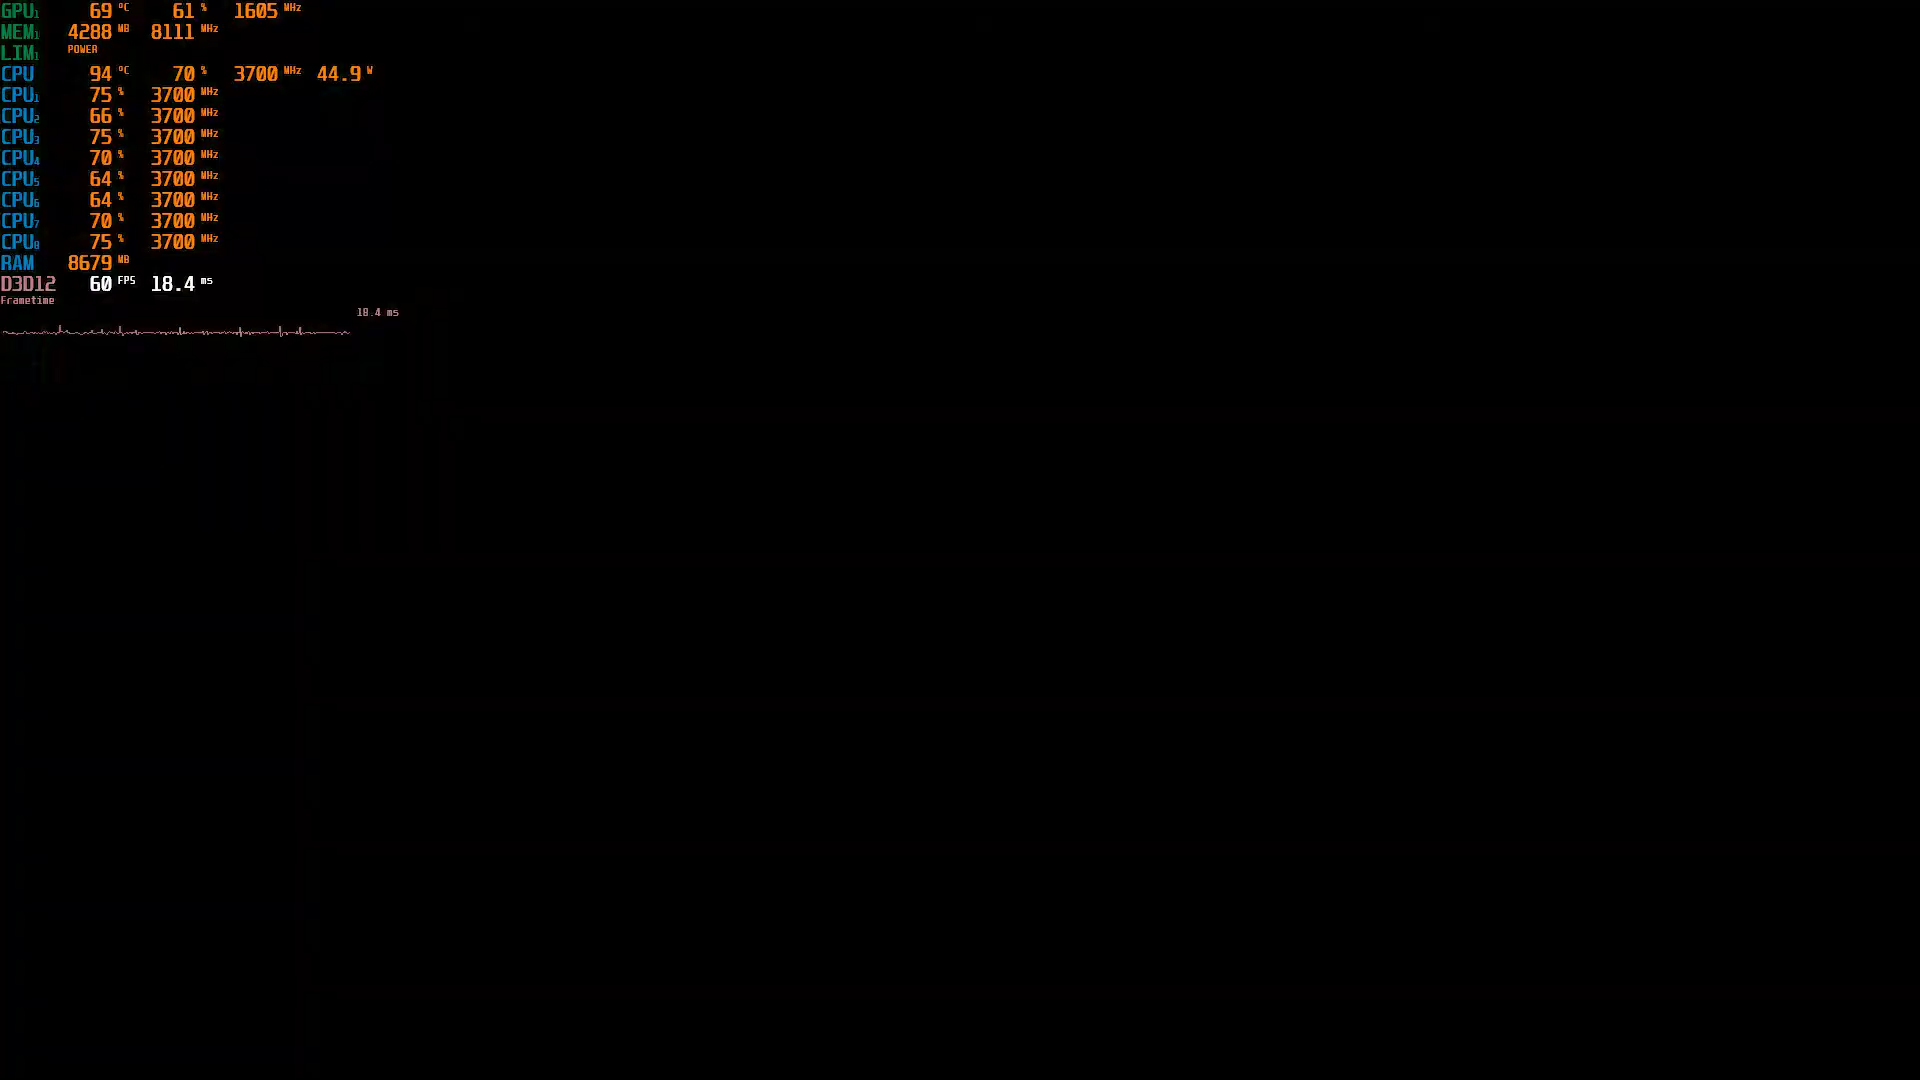 GPU1 69 °C 61 % 1605 MHz
MEM1 4288 MB 8111 MHz
LIM1 POWER
CPU 94 °C 70 % 3700 MHz 44.9 W
CPU1 75 % 3700 MHz
CPU2 66 % 3700 MHz
CPU3 75 % 3700 MHz
CPU4 70 % 3700 MHz
CPU5 64 % 3700 MHz
CPU6 64 % 3700 MHz
CPU7 70 % 3700 MHz
CPU8 75 % 3700 MHz
RAM 8679 MB
D3D12 60 FPS 18.4 ms
Frametime
18.4 ms